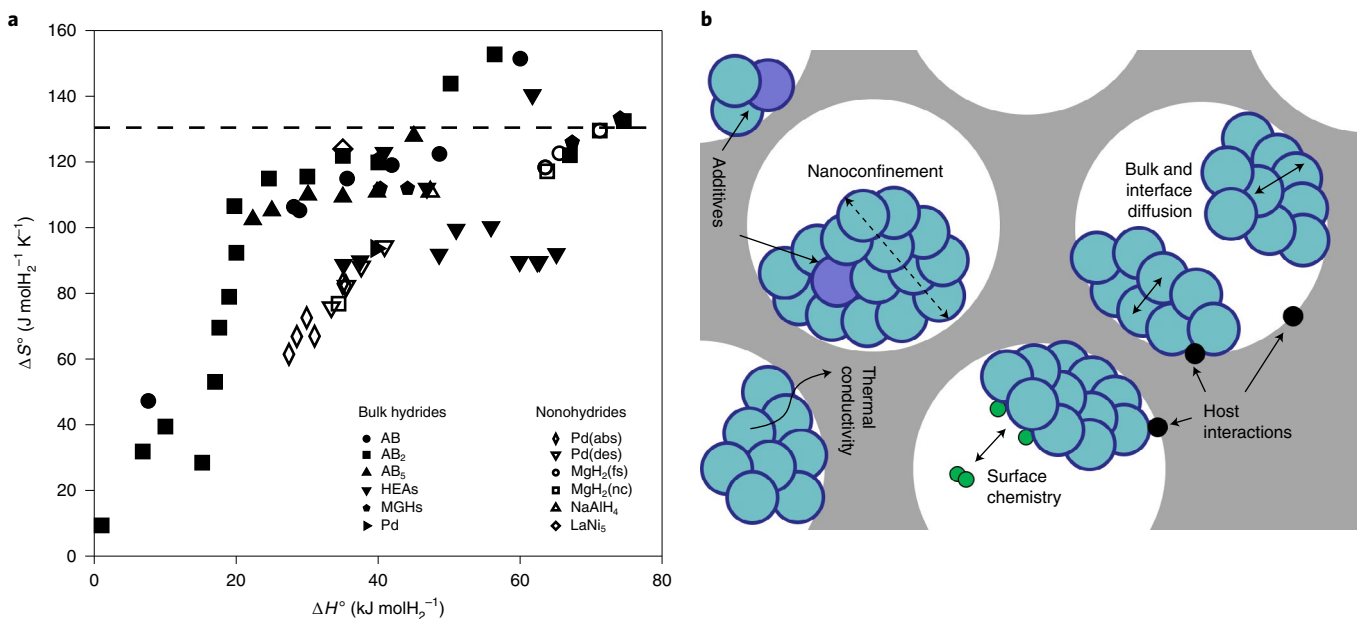 a
160
140
120
100
80
60
40
20
0
ΔS° (J molH₂⁻¹ K⁻¹)
0 20 40 60 80
ΔH° (kJ molH₂⁻¹)
Bulk hydrides
AB
AB₂
AB₅
HEAs
MGHs
Pd
Nonohydrides
Pd(abs)
Pd(des)
MgH₂(fs)
MgH₂(nc)
NaAlH₄
LaNi₅
b
Additives
Nanoconfinement
Bulk and
interface
diffusion
Thermal
conductivity
Host
interactions
Surface
chemistry